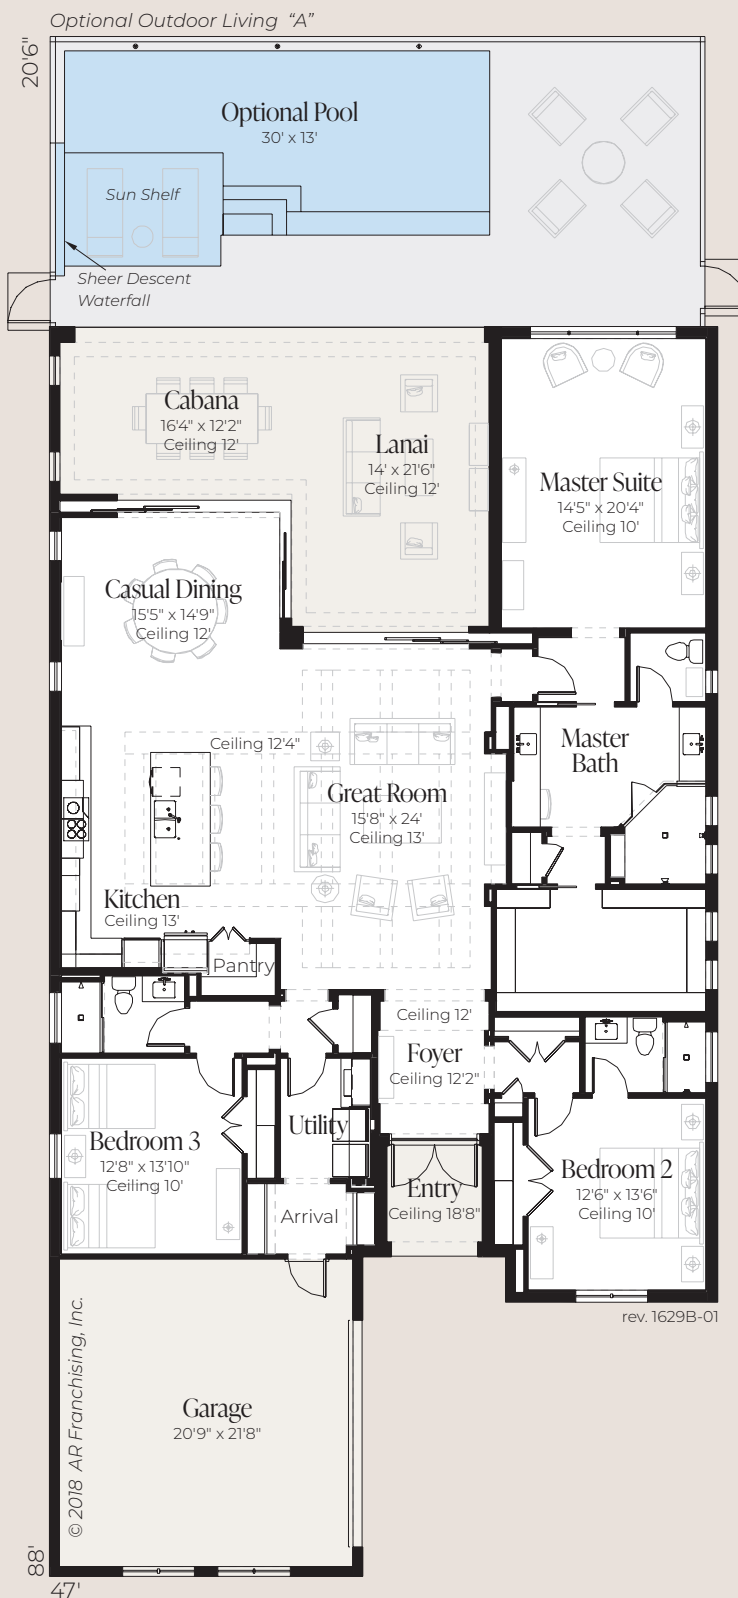 Optional Outdoor Living “A”
20'6"
Optional Pool
30' x 13'
Sun Shelf
Sheer Descent
Waterfall
Cabana
16'4" x 12'2"
Ceiling 12'
Lanai
14' x 21'6"
Ceiling 12'
Master Suite
14'5" x 20'4"
Ceiling 10'
Casual Dining
15'5" x 14'9"
Ceiling 12'
Ceiling 12'4"
Master
Bath
Great Room
15'8" x 24'
Ceiling 13'
Kitchen
Ceiling 13'
Pantry
Ceiling 12'
Foyer
Ceiling 12'2"
Utility
Bedroom 3
12'8" x 13'10"
Ceiling 10'
Bedroom 2
12'6" x 13'6"
Ceiling 10'
Entry
Ceiling 18'8"
Arrival
rev. 1629B-01
© 2018 AR Franchising, Inc.
Garage
20'9" x 21'8"
88'
47'